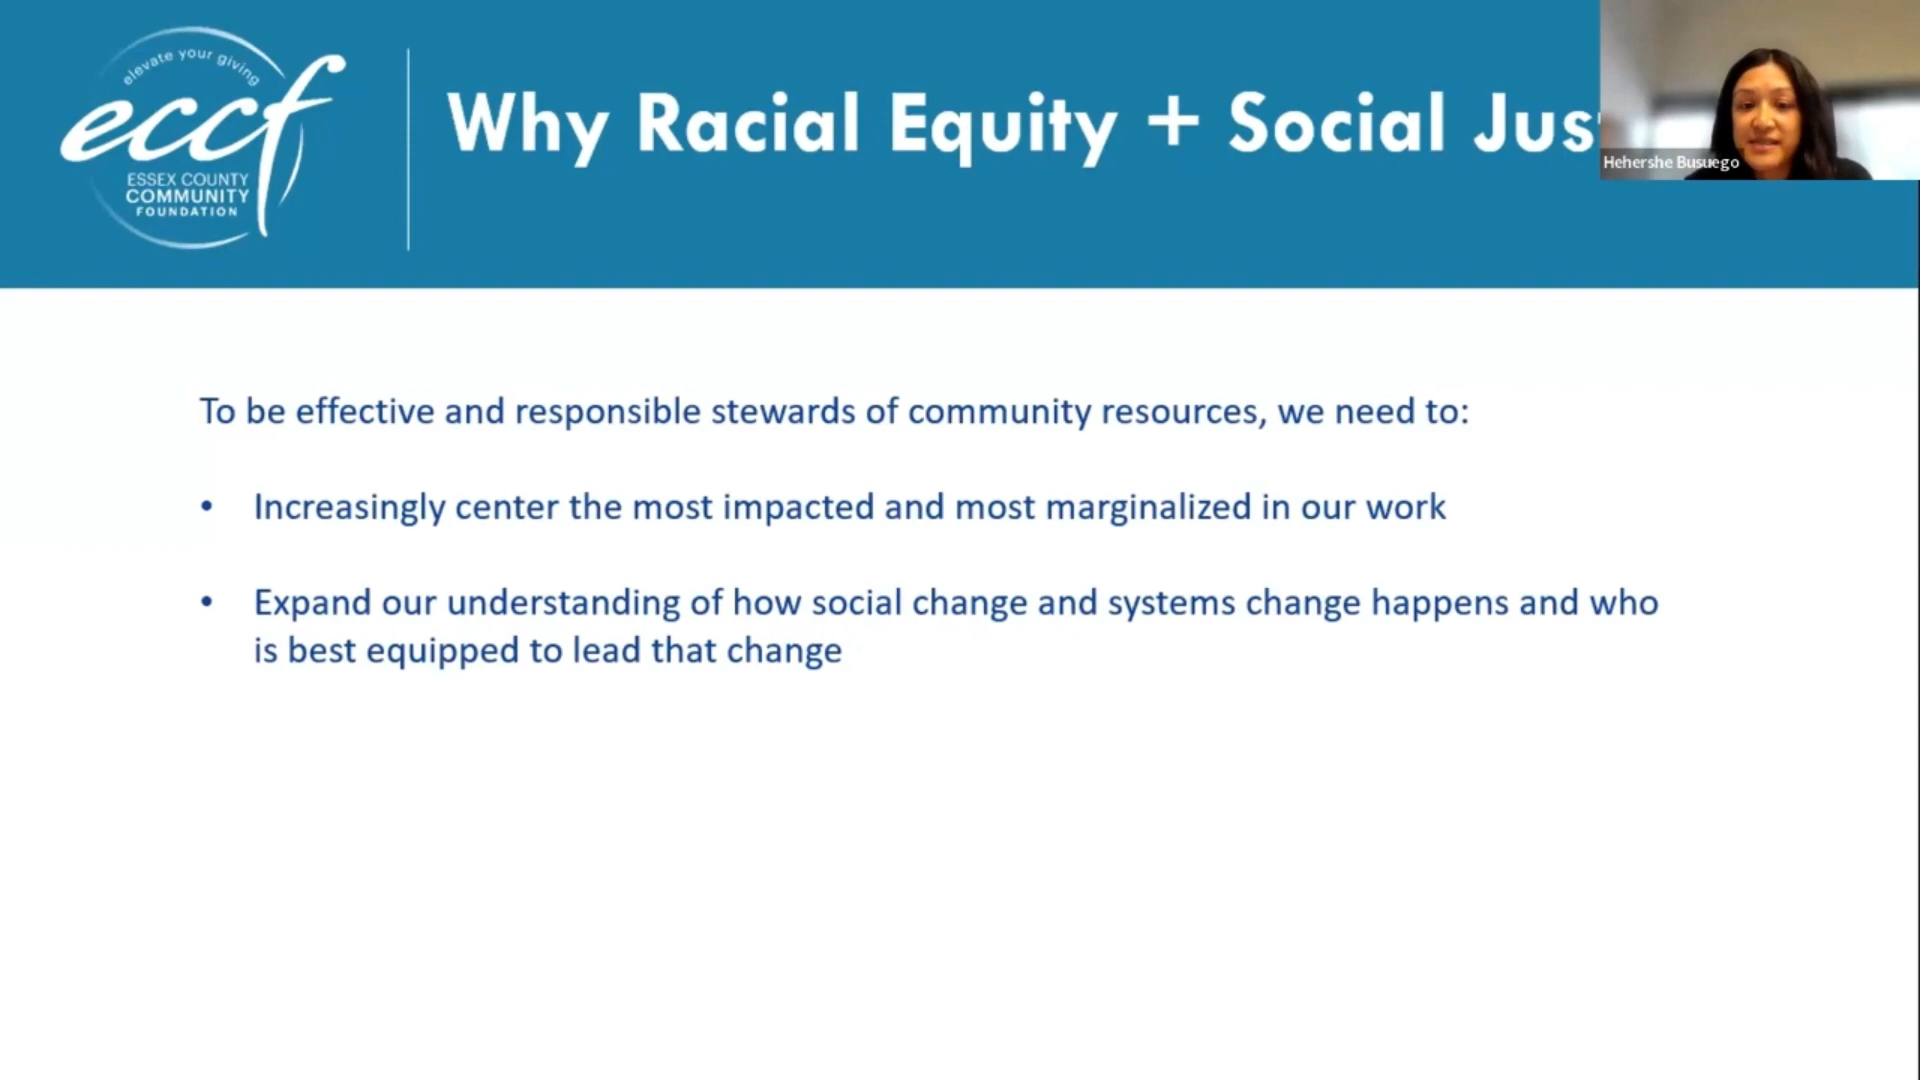 elevate your giving
eccf
ESSEX COUNTY
COMMUNITY
FOUNDATION
Why Racial Equity + Social Jus
Hehershe Busuego
To be effective and responsible stewards of community resources, we need to:
• Increasingly center the most impacted and most marginalized in our work
• Expand our understanding of how social change and systems change happens and who
is best equipped to lead that change